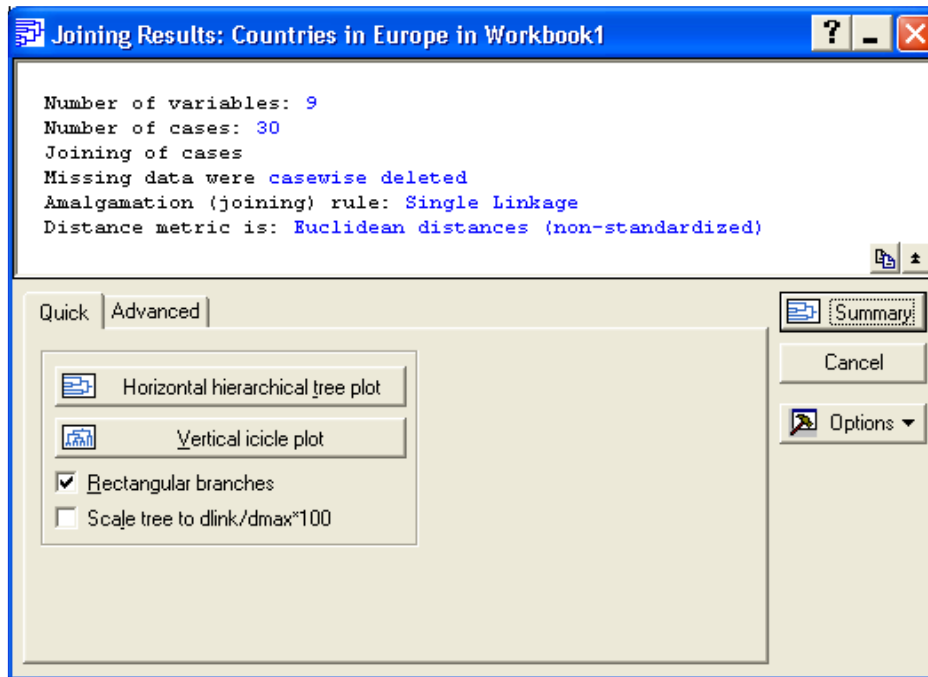 Joining Results: Countries in Europe in Workbook1
Number of variables: 9
Number of cases: 30
Joining of cases
Missing data were casewise deleted
Amalgamation (joining) rule: Single Linkage
Distance metric is: Euclidean distances (non-standardized)
Quick
Advanced
Summary
Cancel
Options
Horizontal hierarchical tree plot
Vertical icicle plot
Rectangular branches
Scale tree to dlink/dmax*100